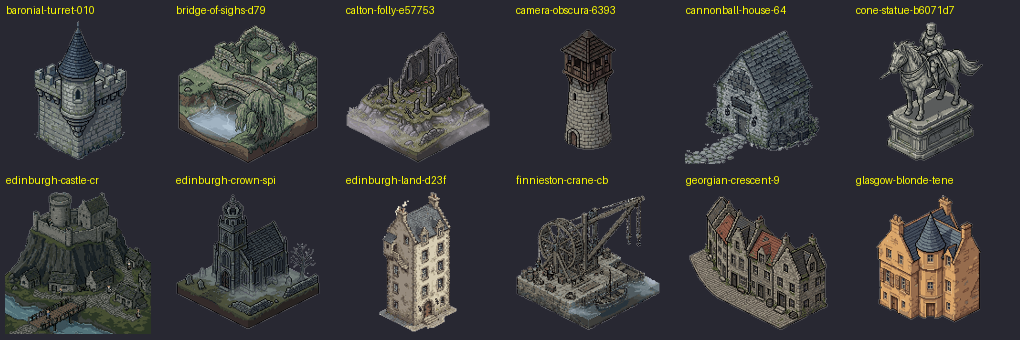 baronial-turret-010
bridge-of-sighs-d79
calton-folly-e57753
camera-obscura-6393
cannonball-house-64
cone-statue-b6071d7
edinburgh-castle-cr
edinburgh-crown-spi
edinburgh-land-d23f
finnieston-crane-cb
georgian-crescent-9
glasgow-blonde-tene